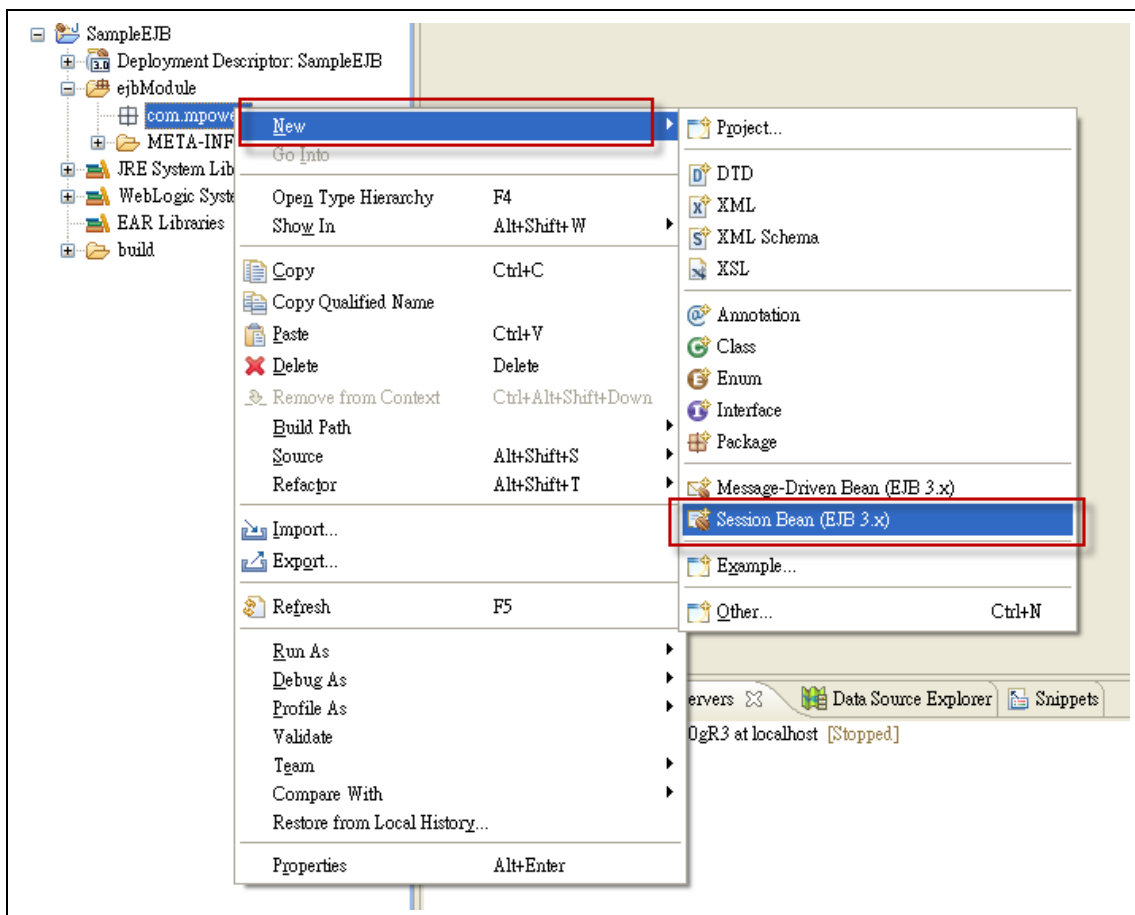 SampleEJB
Deployment Descriptor: SampleEJB
ejbModule
com.mpowe
META-INF
JRE System Lib
WebLogic Syste
EAR Libraries
build
New
Go Into
Open Type Hierarchy F4
Show In Alt+Shift+W
Copy Ctrl+C
Copy Qualified Name
Paste Ctrl+V
Delete Delete
Remove from Context Ctrl+Alt+Shift+Down
Build Path
Source Alt+Shift+S
Refactor Alt+Shift+T
Import...
Export...
Refresh F5
Run As
Debug As
Profile As
Validate
Team
Compare With
Restore from Local History...
Properties Alt+Enter
Project...
DTD
XML
XML Schema
XSL
Annotation
Class
Enum
Interface
Package
Message-Driven Bean (EJB 3.x)
Session Bean (EJB 3.x)
Example...
Other... Ctrl+N
ervers Data Source Explorer Snippets
0gR3 at localhost [Stopped]